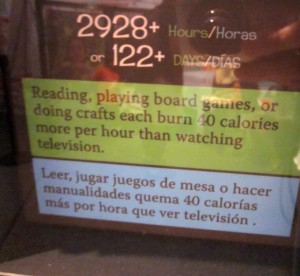 2928+ Hours/Horas
or 122+ DAYS/DÍAS
Reading, playing board games, or
doing crafts each burn 40 calories
more per hour than watching
television.
Leer, jugar juegos de mesa o hacer
manualidades quema 40 calorías
más por hora que ver televisión .